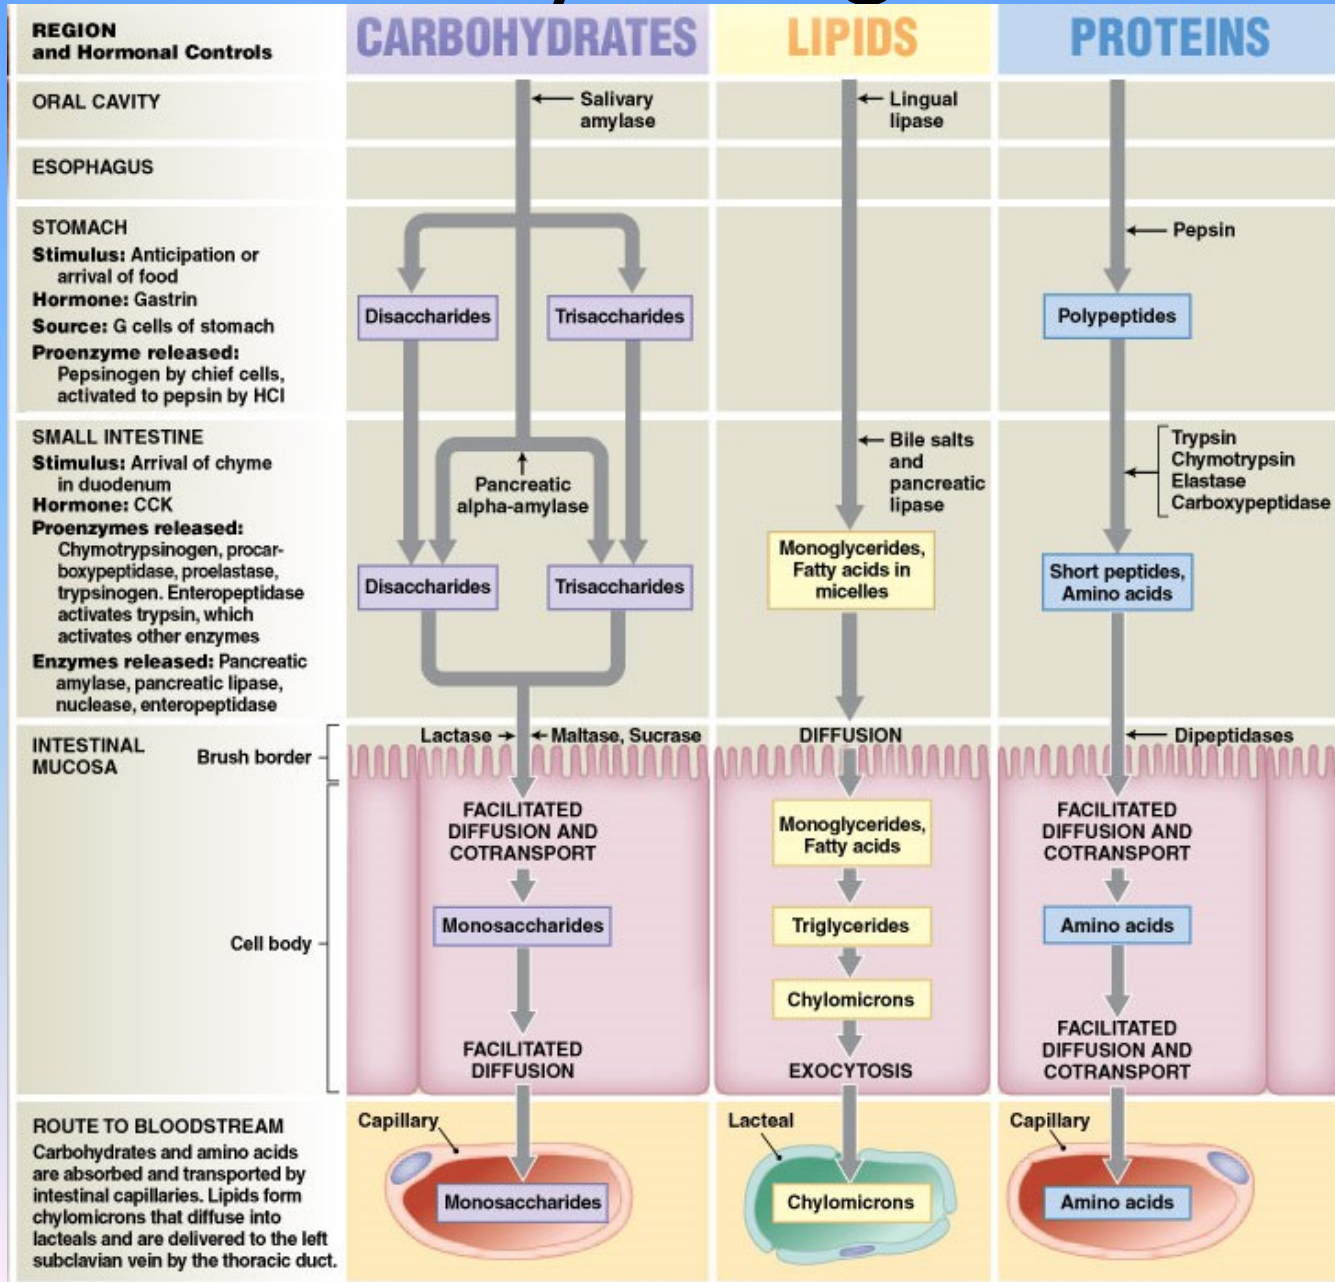 REGION
and Hormonal Controls
CARBOHYDRATES
LIPIDS
PROTEINS
ORAL CAVITY
Salivary
amylase
Lingual
lipase
ESOPHAGUS
STOMACH
Stimulus: Anticipation or
arrival of food
Hormone: Gastrin
Source: G cells of stomach
Proenzyme released:
Pepsinogen by chief cells,
activated to pepsin by HCl
Disaccharides
Trisaccharides
Pepsin
Polypeptides
SMALL INTESTINE
Stimulus: Arrival of chyme
in duodenum
Hormone: CCK
Proenzymes released:
Chymotrypsinogen, procar-
boxypeptidase, proelastase,
trypsinogen. Enteropeptidase
activates trypsin, which
activates other enzymes
Enzymes released: Pancreatic
amylase, pancreatic lipase,
nuclease, enteropeptidase
Pancreatic
alpha-amylase
Disaccharides
Trisaccharides
Bile salts
and
pancreatic
lipase
Monoglycerides,
Fatty acids in
micelles
Trypsin
Chymotrypsin
Elastase
Carboxypeptidase
Short peptides,
Amino acids
INTESTINAL
MUCOSA
Brush border
Cell body
Lactase
Maltase, Sucrase
FACILITATED
DIFFUSION AND
COTRANSPORT
Monosaccharides
FACILITATED
DIFFUSION
DIFFUSION
Monoglycerides,
Fatty acids
Triglycerides
Chylomicrons
EXOCYTOSIS
Dipeptidases
FACILITATED
DIFFUSION AND
COTRANSPORT
Amino acids
FACILITATED
DIFFUSION AND
COTRANSPORT
ROUTE TO BLOODSTREAM
Carbohydrates and amino acids
are absorbed and transported by
intestinal capillaries. Lipids form
chylomicrons that diffuse into
lacteals and are delivered to the left
subclavian vein by the thoracic duct.
Capillary
Monosaccharides
Lacteal
Chylomicrons
Capillary
Amino acids